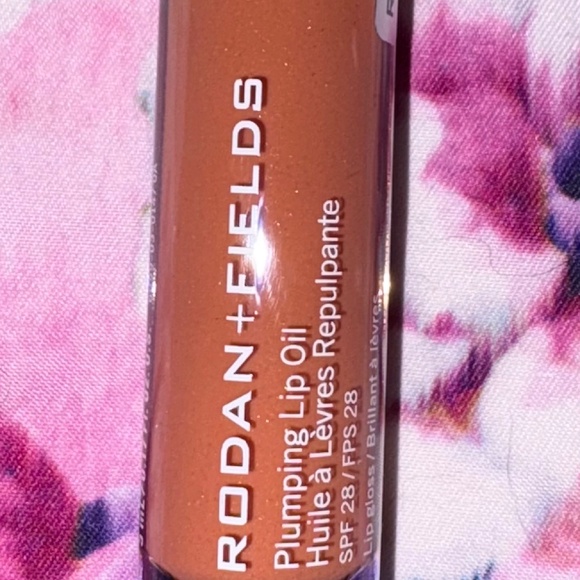 RODAN+FIELDS
Plumping Lip Oil
Huile à Lèvres Repulpante
SPF 28 / FPS 28
Lip gloss / Brillant à lèvres